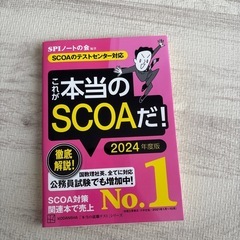 SPIノートの会 編著
SCOAのテストセンター対応
これが
本当の
SCOAだ!
2024年度版
徹底
解説!
国数理社英、全てに対応
公務員試験でも増加中!
SCOA対策
関連本で売上
No.1